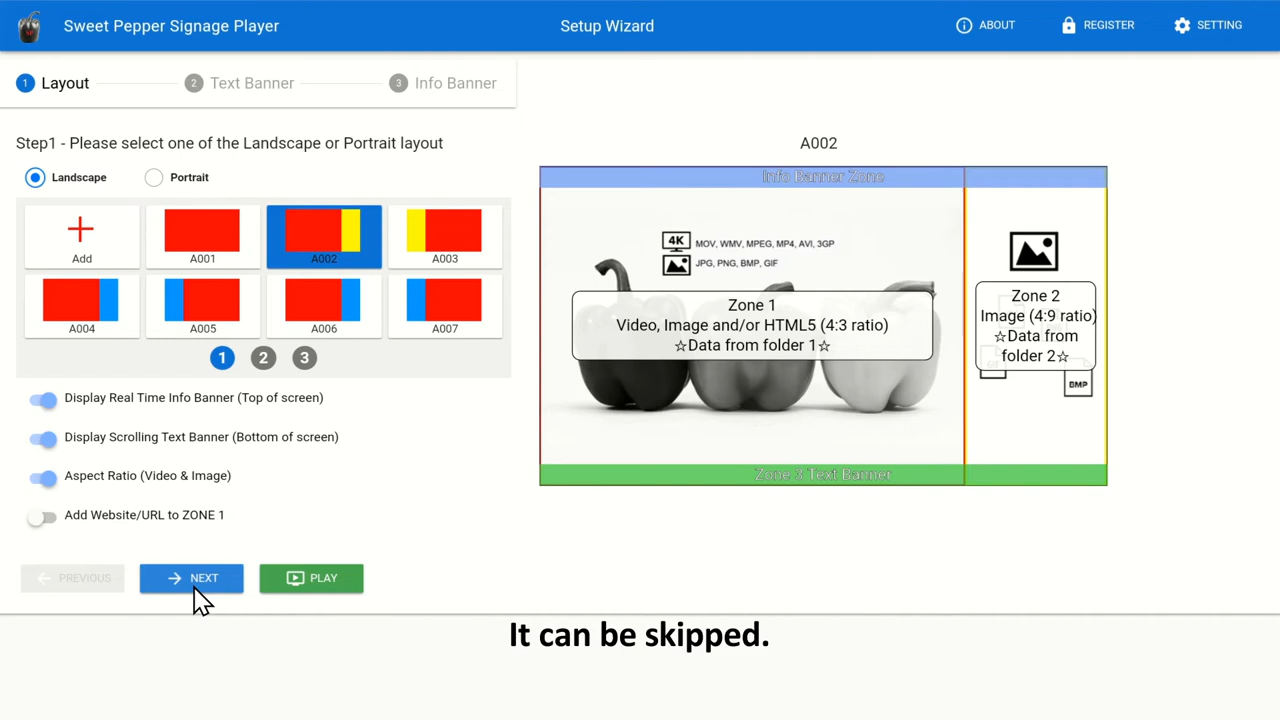 Sweet Pepper Signage Player
Setup Wizard
ABOUT
REGISTER
SETTING
1 Layout
2 Text Banner
3 Info Banner
Step1 - Please select one of the Landscape or Portrait layout
Landscape
Portrait
Add
A001
A002
A003
A004
A005
A006
A007
1 2 3
Display Real Time Info Banner (Top of screen)
Display Scrolling Text Banner (Bottom of screen)
Aspect Ratio (Video & Image)
Add Website/URL to ZONE 1
PREVIOUS
NEXT
PLAY
A002
Info Banner Zone
4K MOV, WMV, MPEG, MP4, AVI, 3GP
JPG, PNG, BMP, GIF
Zone 1
Video, Image and/or HTML5 (4:3 ratio)
☆Data from folder 1☆
Zone 2
Image (4:9 ratio)
☆Data from
folder 2☆
BMP
Zone 3 Text Banner
It can be skipped.